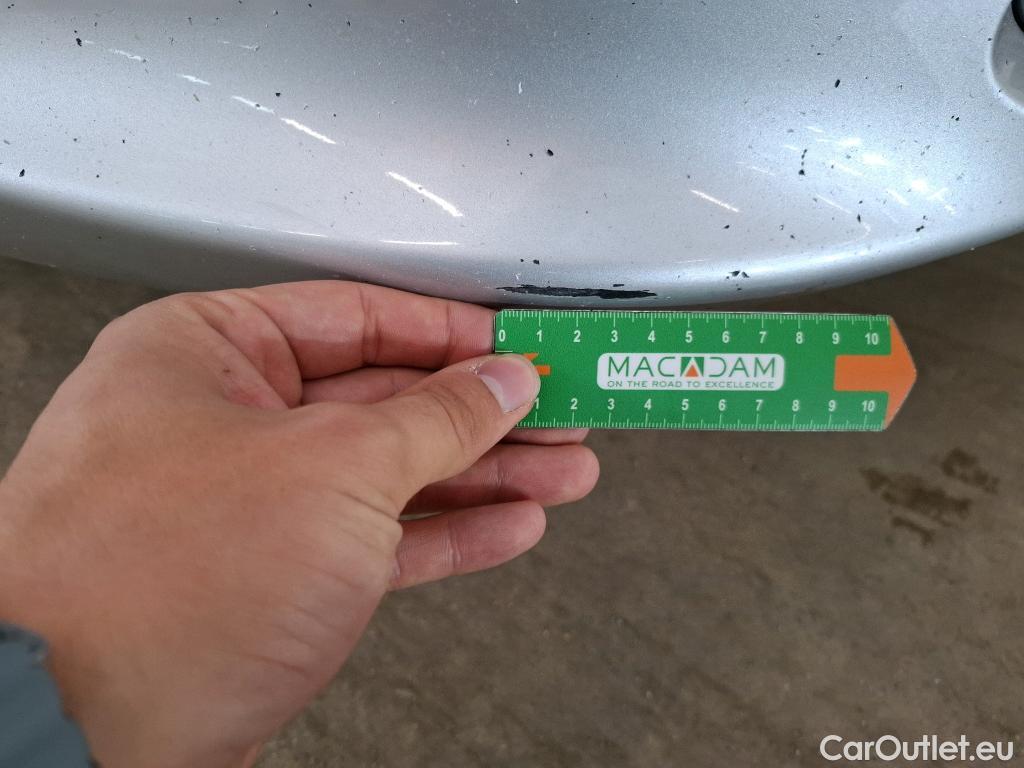 0 1 2 3 4 5 6 7 8 9 10
MACADAM
ON THE ROAD TO EXCELLENCE
1 2 3 4 5 6 7 8 9 10
CarOutlet.eu